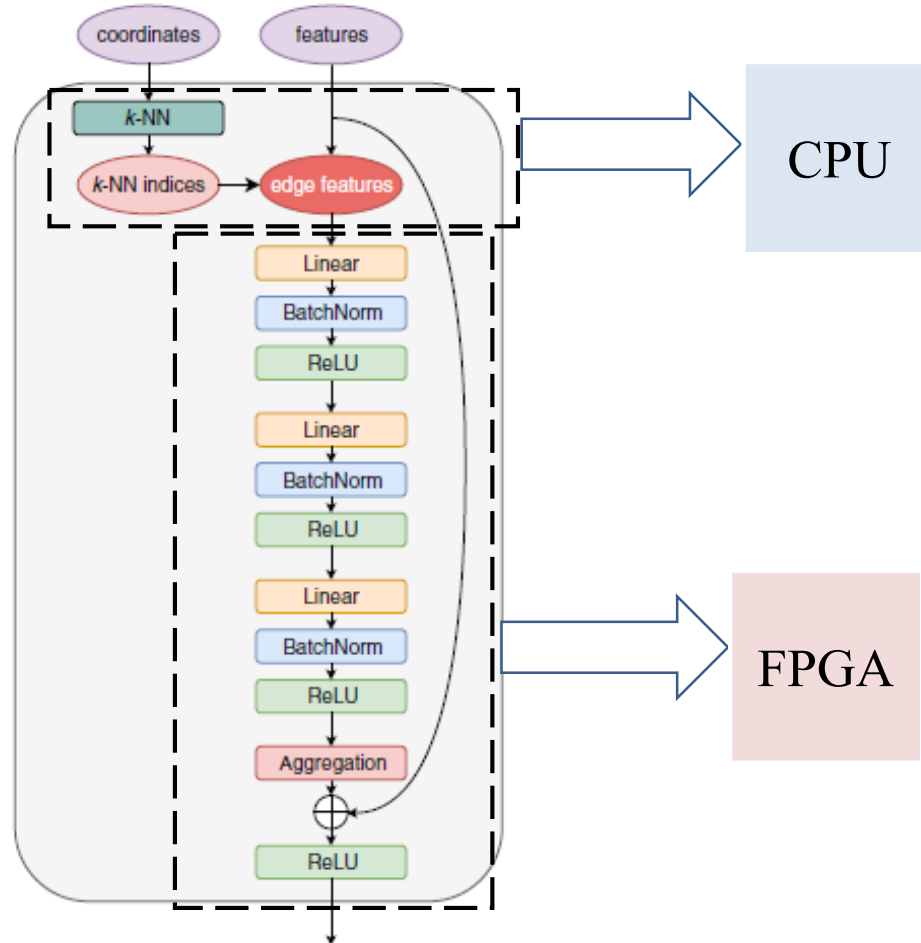 coordinates
features
k-NN
k-NN indices
edge features
CPU
Linear
BatchNorm
ReLU
Linear
BatchNorm
ReLU
Linear
BatchNorm
ReLU
FPGA
Aggregation
ReLU